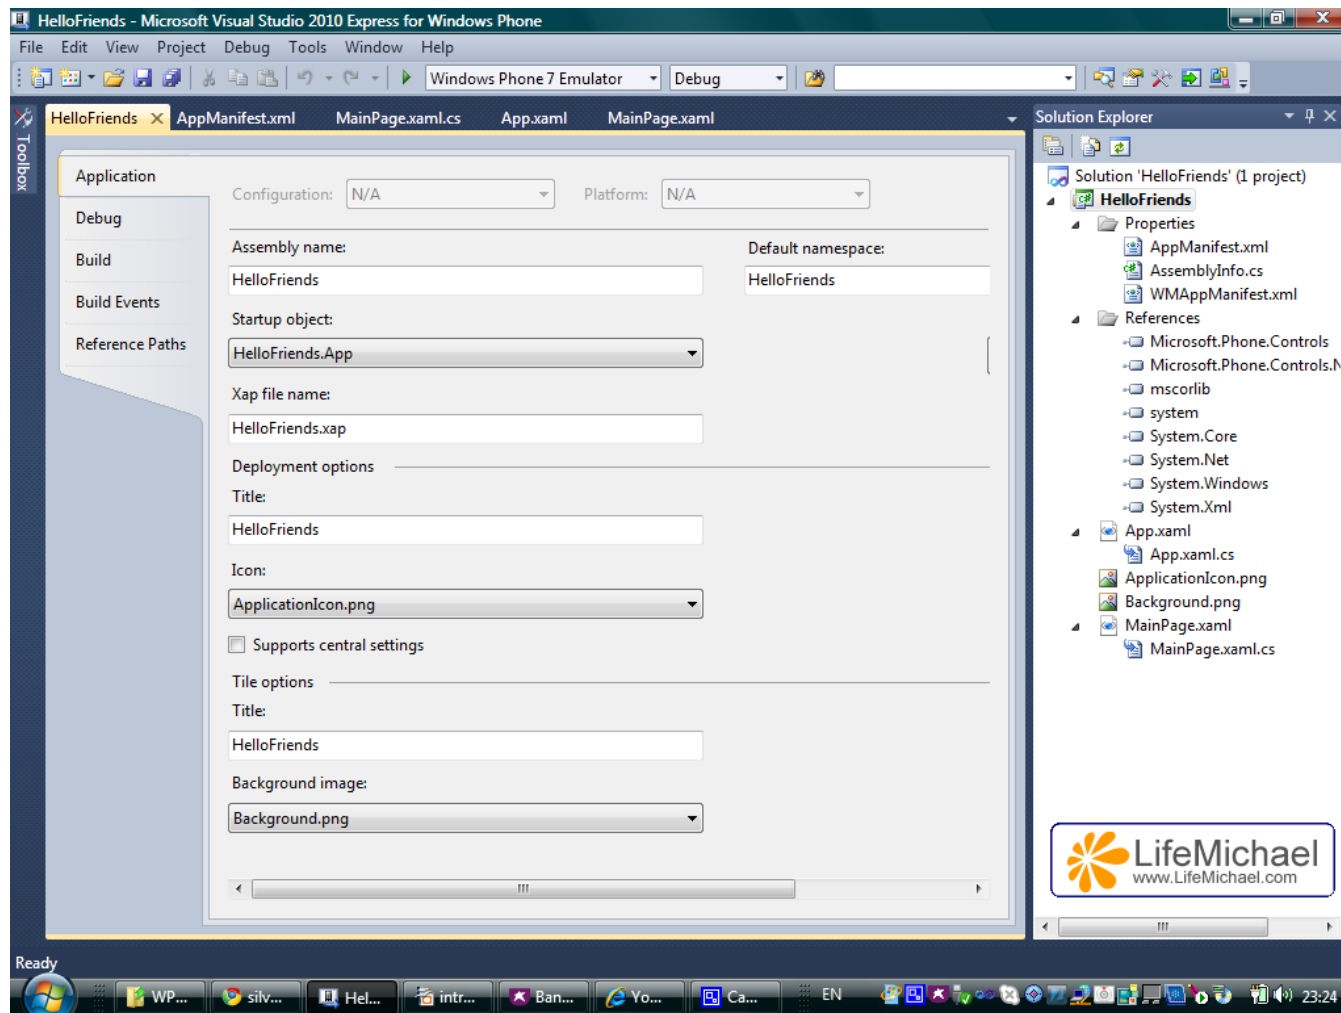 HelloFriends - Microsoft Visual Studio 2010 Express for Windows Phone
File Edit View Project Debug Tools Window Help
Windows Phone 7 Emulator Debug
Toolbox
HelloFriends AppManifest.xml MainPage.xaml.cs App.xaml MainPage.xaml
Application
Debug
Build
Build Events
Reference Paths
Configuration: N/A Platform: N/A
Assembly name: Default namespace:
HelloFriends HelloFriends
Startup object:
HelloFriends.App
Xap file name:
HelloFriends.xap
Deployment options
Title:
HelloFriends
Icon:
ApplicationIcon.png
Supports central settings
Tile options
Title:
HelloFriends
Background image:
Background.png
Solution Explorer
Solution 'HelloFriends' (1 project)
HelloFriends
Properties
AppManifest.xml
AssemblyInfo.cs
WMAppManifest.xml
References
Microsoft.Phone.Controls
Microsoft.Phone.Controls.N
mscorlib
system
System.Core
System.Net
System.Windows
System.Xml
App.xaml
App.xaml.cs
ApplicationIcon.png
Background.png
MainPage.xaml
MainPage.xaml.cs
LifeMichael
www.LifeMichael.com
Ready
WP... silv... Hel... intr... Ban... Yo... Ca... EN 23:24